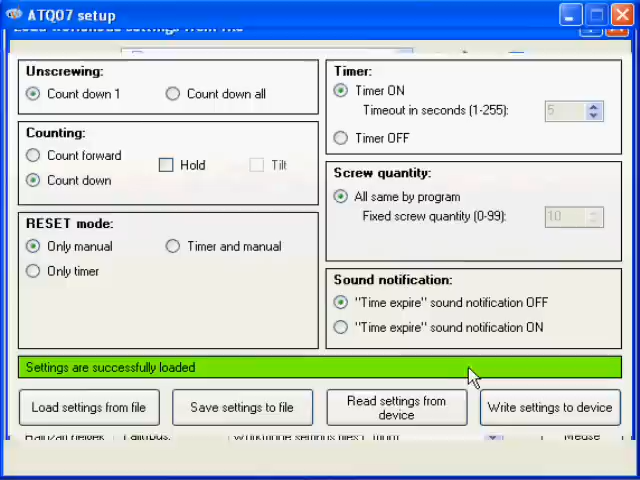 ATQ07 setup
Unscrewing:
Count down 1
Count down all
Counting:
Count forward
Hold
Tilt
Count down
RESET mode:
Only manual
Timer and manual
Only timer
Timer:
Timer ON
Timeout in seconds (1-255):
5
Timer OFF
Screw quantity:
All same by program
Fixed screw quantity (0-99):
10
Sound notification:
"Time expire" sound notification OFF
"Time expire" sound notification ON
Settings are successfully loaded
Load settings from file
Save settings to file
Read settings from
device
Write settings to device